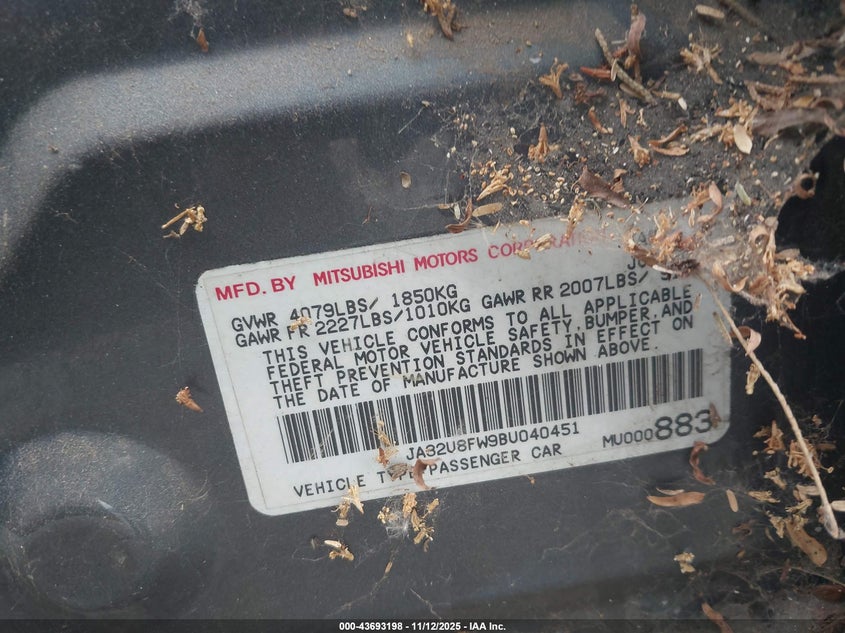 MFD. BY MITSUBISHI MOTORS CORPORATI
GVWR 4079LBS/ 1850KG
GAWR FR 2227LBS/1010KG GAWR RR 2007LBS/
THIS VEHICLE CONFORMS TO ALL APPLICABLE
FEDERAL MOTOR VEHICLE SAFETY, BUMPER, AND
THEFT PREVENTION STANDARDS IN EFFECT ON
THE DATE OF MANUFACTURE SHOWN ABOVE.
JA32U8FW9BU040451
MU000883
VEHICLE TYPE/PASSENGER CAR
000-43693198 - 11/12/2025 - IAA Inc.